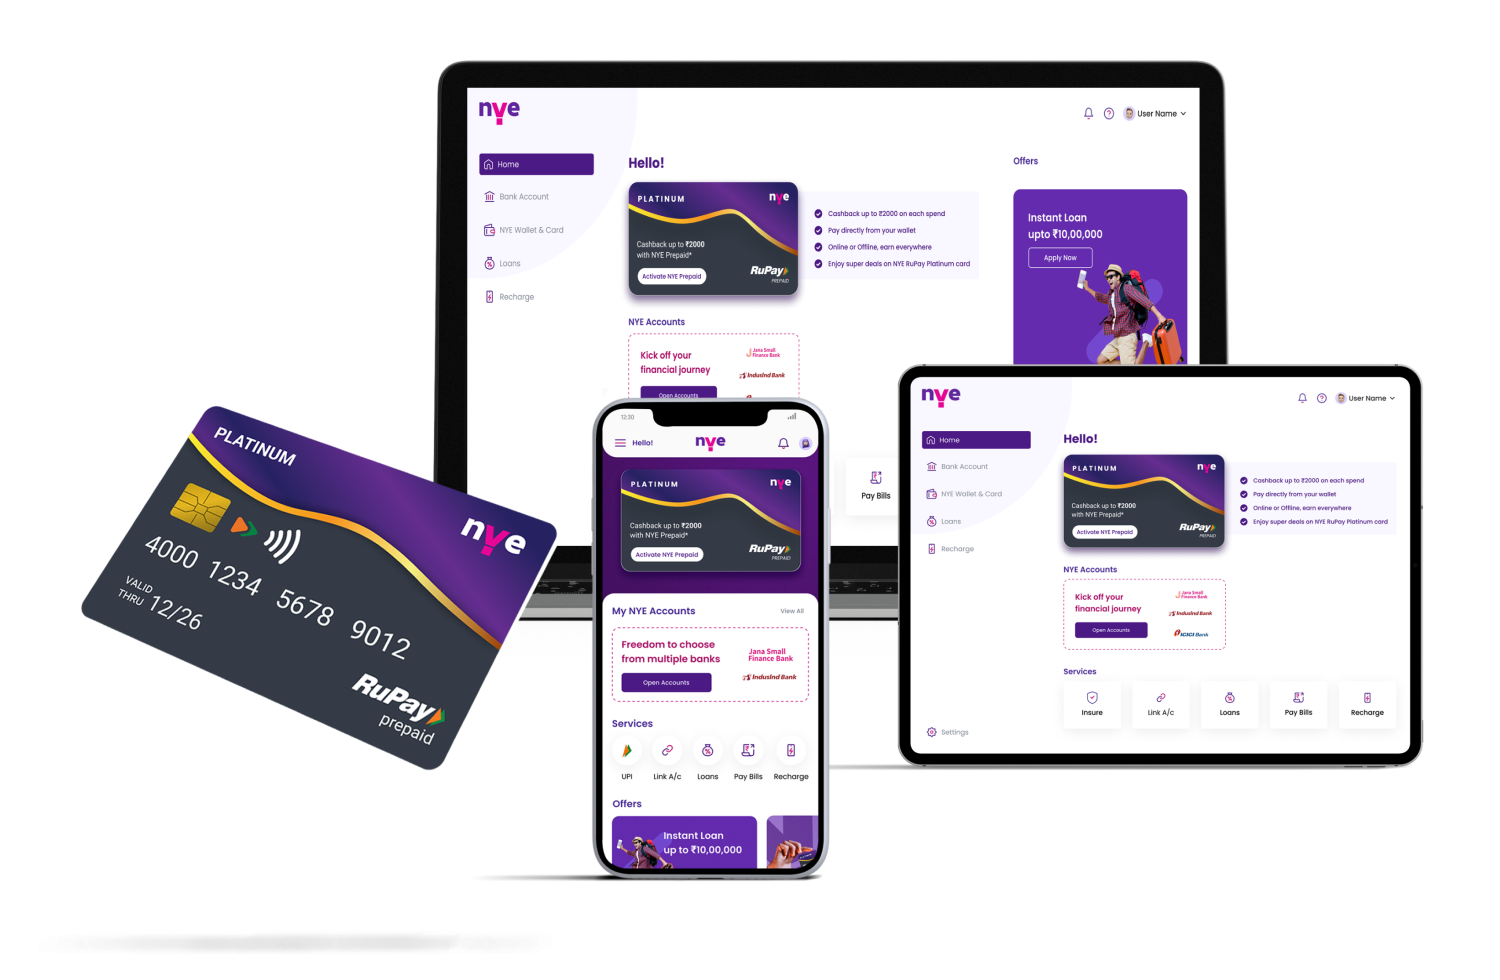 nye
User Name
Home
Bank Account
NYE Wallet & Card
Loans
Recharge
Hello!
PLATINUM
nye
Cashback up to ₹2000
with NYE Prepaid*
Activate NYE Prepaid
RuPay
PREPAID
Cashback up to ₹2000 on each spend
Pay directly from your wallet
Online or Offline, earn everywhere
Enjoy super deals on NYE RuPay Platinum card
Offers
Instant Loan
upto ₹10,00,000
Apply Now
NYE Accounts
Kick off your
financial journey
Open Accounts
Jana Small
Finance Bank
IndusInd Bank
Pay Bills
PLATINUM
nye
4000 1234 5678 9012
VALID
THRU 12/26
RuPay
prepaid
12:30
Hello!
nye
PLATINUM
nye
Cashback up to ₹2000
with NYE Prepaid*
Activate NYE Prepaid
RuPay
PREPAID
My NYE Accounts
View All
Freedom to choose
from multiple banks
Open Accounts
Jana Small
Finance Bank
IndusInd Bank
Services
UPI
Link A/c
Loans
Pay Bills
Recharge
Offers
Instant Loan
up to ₹10,00,000
nye
User Name
Home
Bank Account
NYE Wallet & Card
Loans
Recharge
Settings
Hello!
PLATINUM
nye
Cashback up to ₹2000
with NYE Prepaid*
Activate NYE Prepaid
RuPay
PREPAID
Cashback up to ₹2000 on each spend
Pay directly from your wallet
Online or Offline, earn everywhere
Enjoy super deals on NYE RuPay Platinum card
NYE Accounts
Kick off your
financial journey
Open Accounts
Jana Small
Finance Bank
IndusInd Bank
ICICI Bank
Services
Insure
Link A/c
Loans
Pay Bills
Recharge